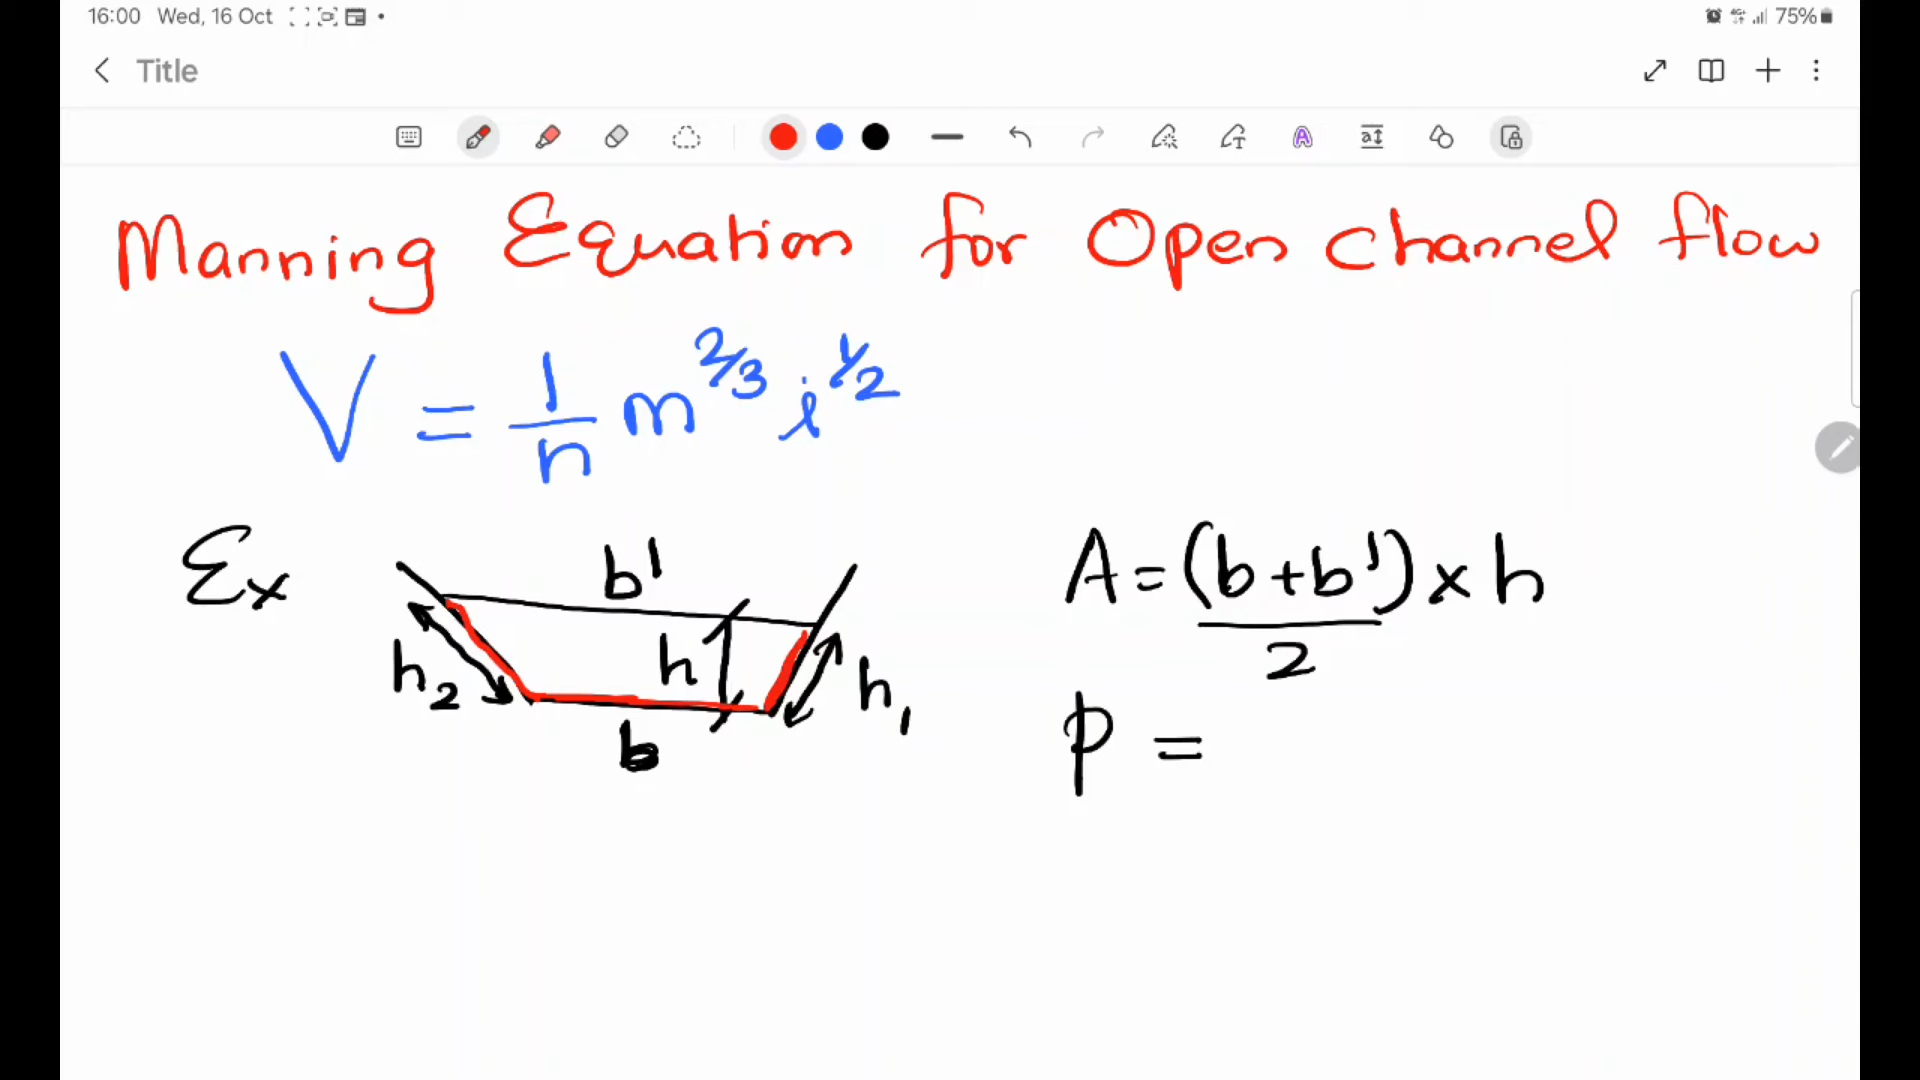 16:00 Wed, 16 Oct
75%
Title
Manning Equation for Open channel flow
V = 1/n m^2/3 i^1/2
Ex
b'
h2
h
h1
b
A = (b+b')/2 x h
P =